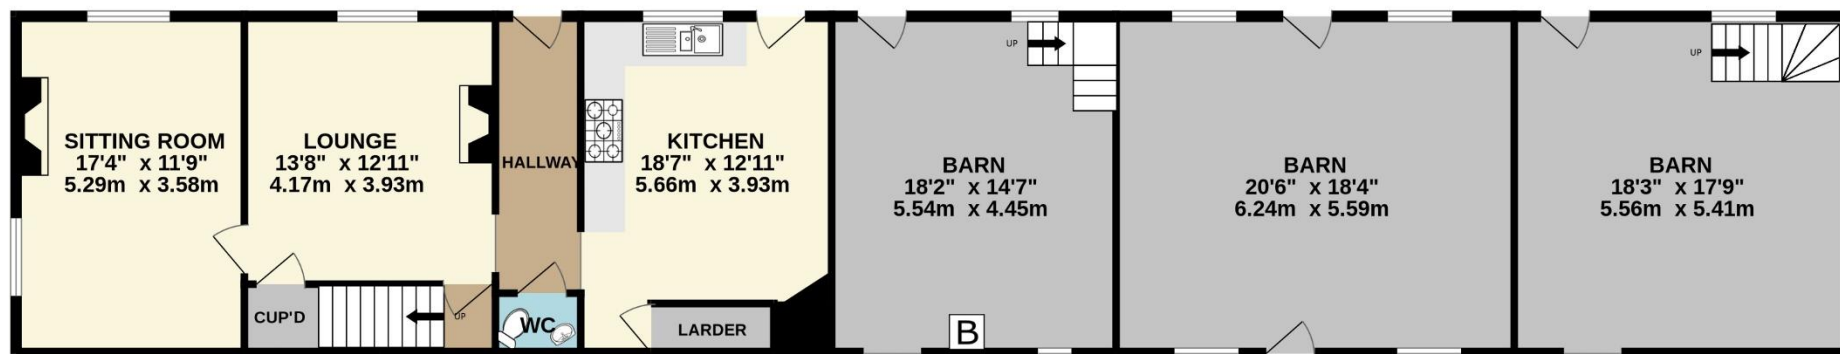 SITTING ROOM
17'4" x 11'9"
5.29m x 3.58m
LOUNGE
13'8" x 12'11"
4.17m x 3.93m
HALLWAY
KITCHEN
18'7" x 12'11"
5.66m x 3.93m
UP
BARN
18'2" x 14'7"
5.54m x 4.45m
BARN
20'6" x 18'4"
6.24m x 5.59m
UP
BARN
18'3" x 17'9"
5.56m x 5.41m
CUP'D
UP
WC
LARDER
B